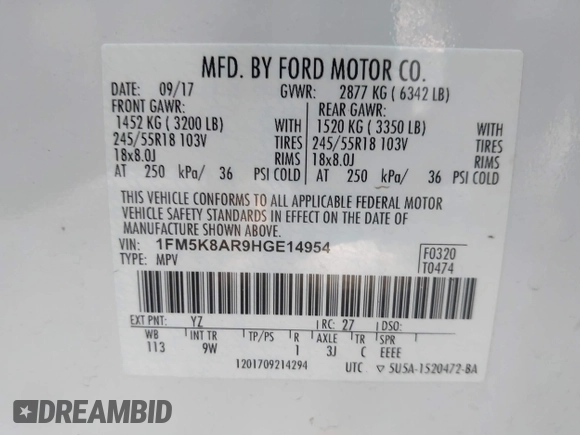 MFD. BY FORD MOTOR CO.
DATE: 09/17 GVWR: 2877 KG ( 6342 LB)
FRONT GAWR: REAR GAWR:
1452 KG ( 3200 LB) WITH 1520 KG ( 3350 LB) WITH
245/55R18 103V TIRES 245/55R18 103V TIRES
18x8.0J RIMS 18x8.0J RIMS
AT 250 kPa/ 36 PSI COLD AT 250 kPa/ 36 PSI COLD
THIS VEHICLE CONFORMS TO ALL APPLICABLE FEDERAL MOTOR
VEHICLE SAFETY STANDARDS IN EFFECT ON THE DATE OF
MANUFACTURE SHOWN ABOVE.
VIN: 1FM5K8AR9HGE14954 F0320
TYPE: MPV T0474
EXT PNT: YZ RC: 27 DSO:
WB INT TR TP/PS R AXLE TR SPR
113 9W 1 3J C EEEE
1201709214294 UTC ▽ 5U5A-1520472-BA
DREAMBID